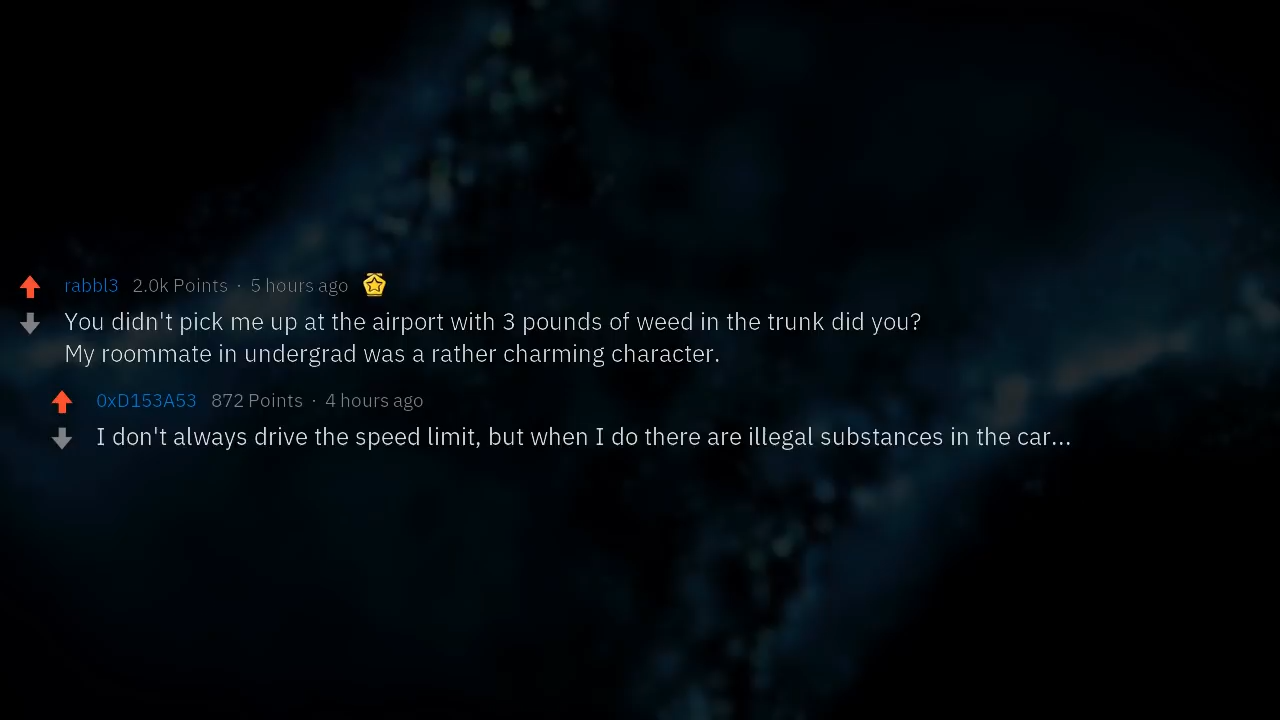 rabbl3 2.0k Points · 5 hours ago
You didn't pick me up at the airport with 3 pounds of weed in the trunk did you?
My roommate in undergrad was a rather charming character.
0xD153A53 872 Points · 4 hours ago
I don't always drive the speed limit, but when I do there are illegal substances in the car...